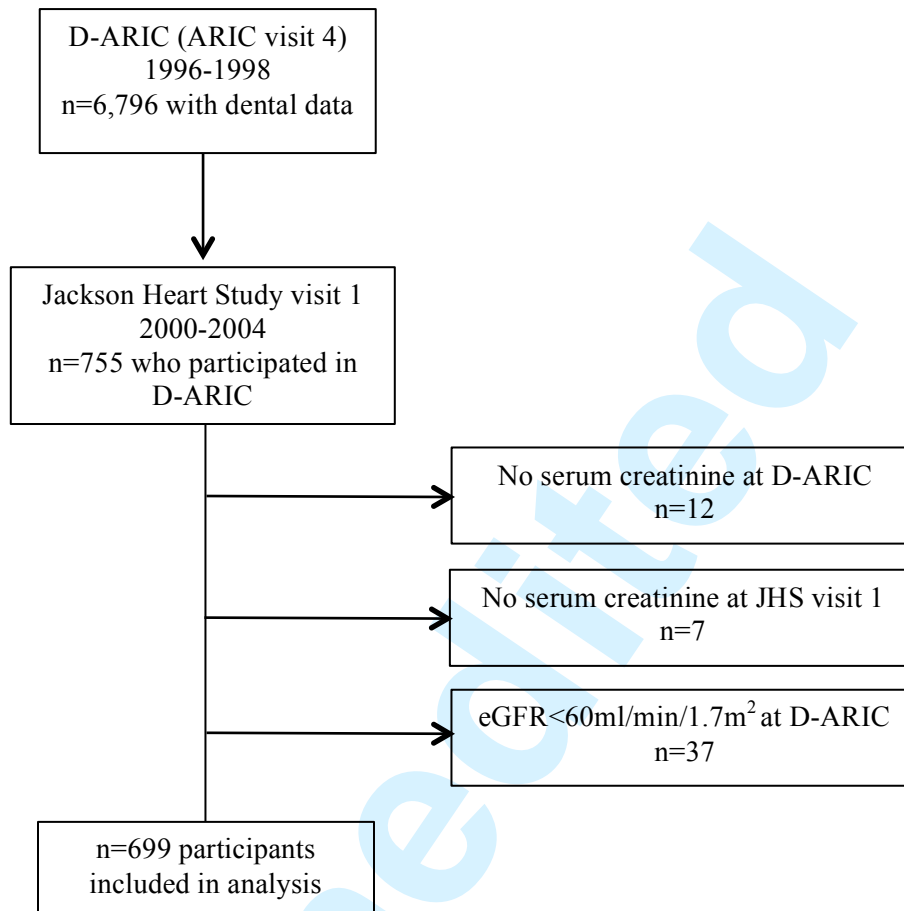 D-ARIC (ARIC visit 4)
1996-1998
n=6,796 with dental data
Jackson Heart Study visit 1
2000-2004
n=755 who participated in
D-ARIC
No serum creatinine at D-ARIC
n=12
No serum creatinine at JHS visit 1
n=7
eGFR<60ml/min/1.7m² at D-ARIC
n=37
n=699 participants
included in analysis
edited